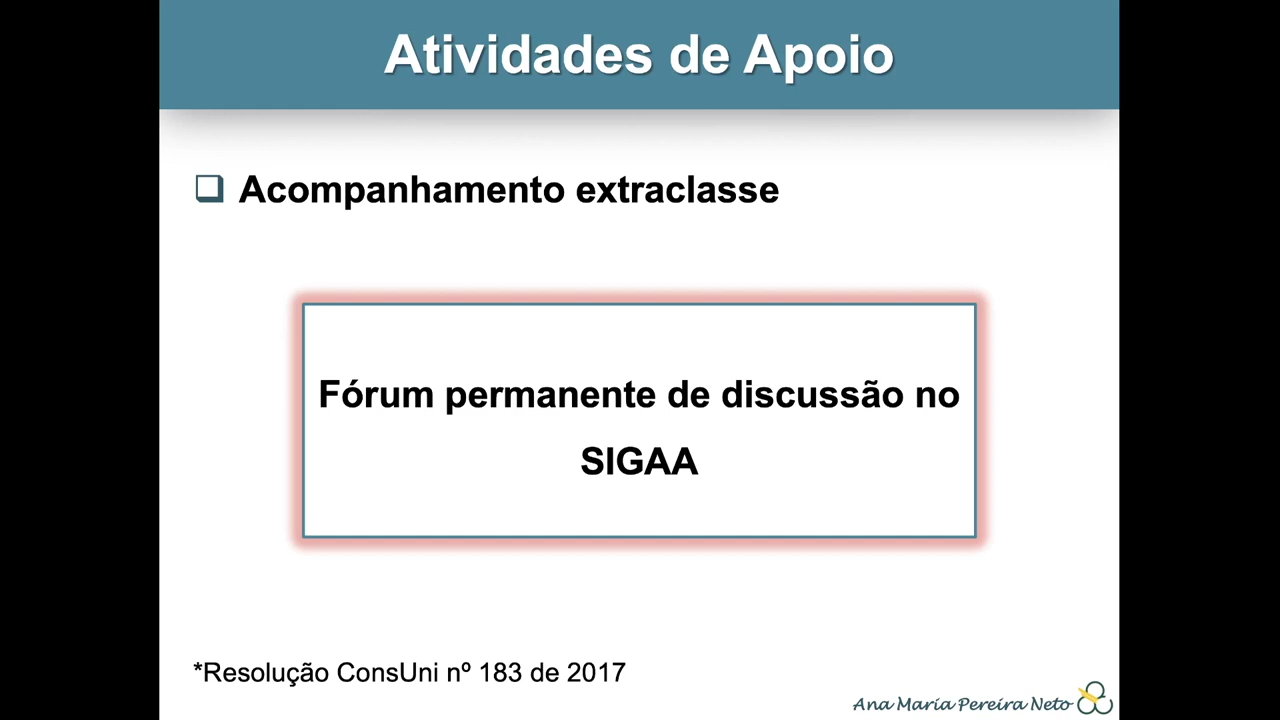 Atividades de Apoio
Acompanhamento extraclasse
Fórum permanente de discussão no
SIGAA
*Resolução ConsUni nº 183 de 2017
Ana Maria Pereira Neto